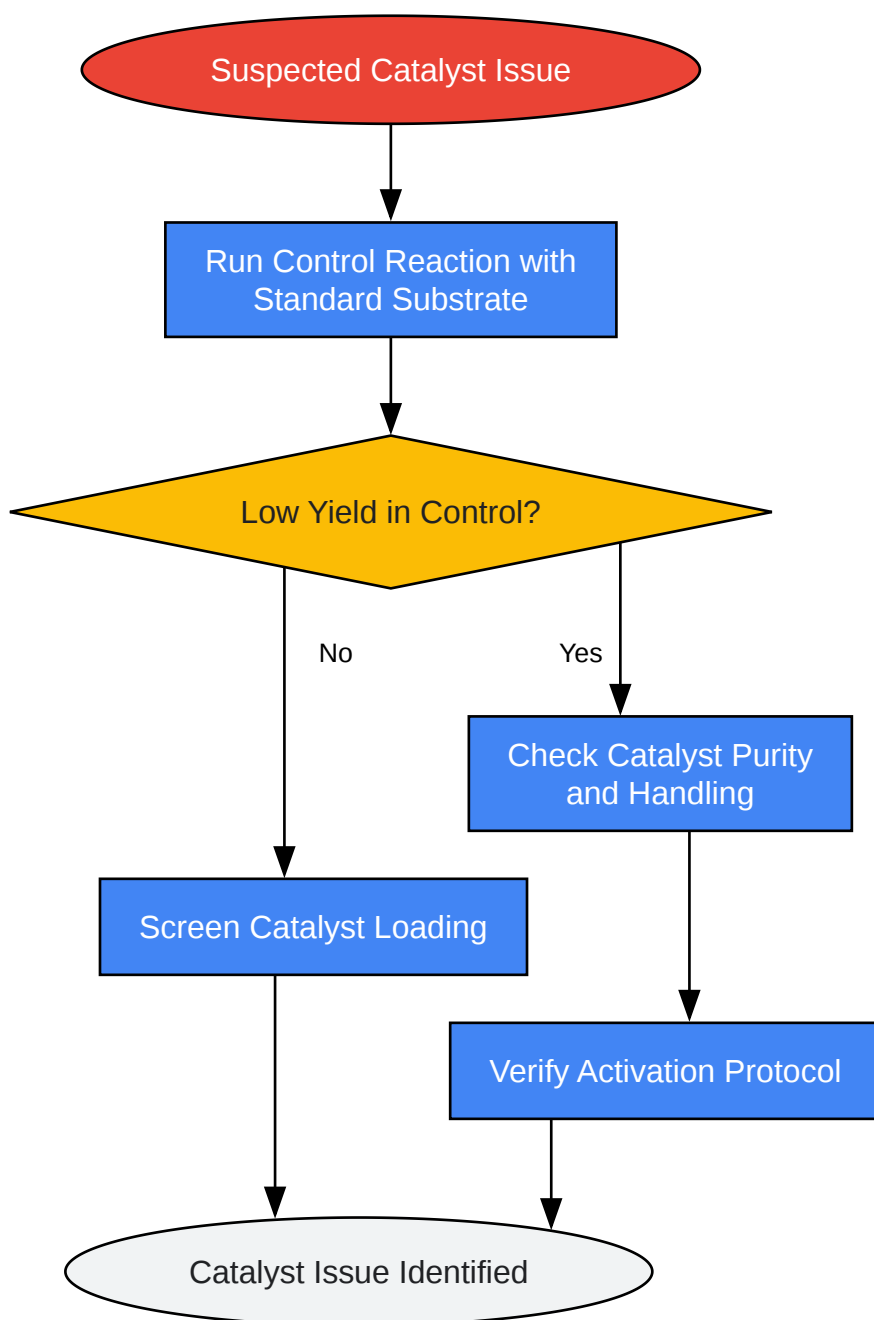 Suspected Catalyst Issue
Run Control Reaction with
Standard Substrate
Low Yield in Control?
No
Yes
Check Catalyst Purity
and Handling
Screen Catalyst Loading
Verify Activation Protocol
Catalyst Issue Identified